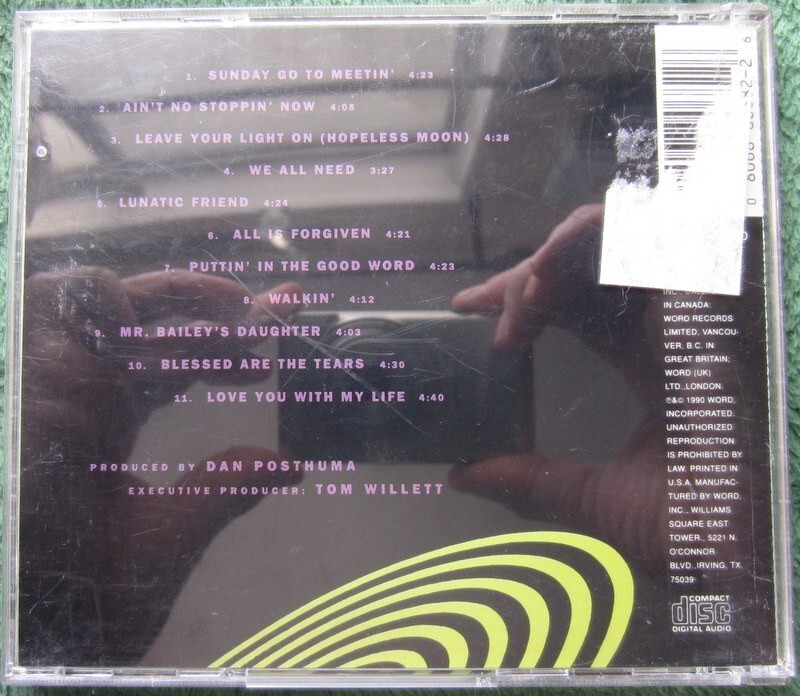 1. SUNDAY GO TO MEETIN' 4:23
2. AIN'T NO STOPPIN' NOW 4:05
3. LEAVE YOUR LIGHT ON (HOPELESS MOON) 4:28
4. WE ALL NEED 3:27
5. LUNATIC FRIEND 4:24
6. ALL IS FORGIVEN 4:21
7. PUTTIN' IN THE GOOD WORD 4:23
8. WALKIN' 4:12
9. MR. BAILEY'S DAUGHTER 4:03
10. BLESSED ARE THE TEARS 4:30
11. LOVE YOU WITH MY LIFE 4:40
PRODUCED BY DAN POSTHUMA
EXECUTIVE PRODUCER: TOM WILLETT
IN CANADA:
WORD RECORDS
LIMITED, VANCOU-
VER, B.C. IN
GREAT BRITAIN:
WORD (UK)
LTD., LONDON.
℗&© 1990 WORD,
INCORPORATED.
UNAUTHORIZED
REPRODUCTION
IS PROHIBITED BY
LAW. PRINTED IN
U.S.A. MANUFAC-
TURED BY WORD,
INC., WILLIAMS
SQUARE EAST
TOWER., 5221 N.
O'CONNOR
BLVD.,IRVING, TX
75039
COMPACT
disc
DIGITAL AUDIO